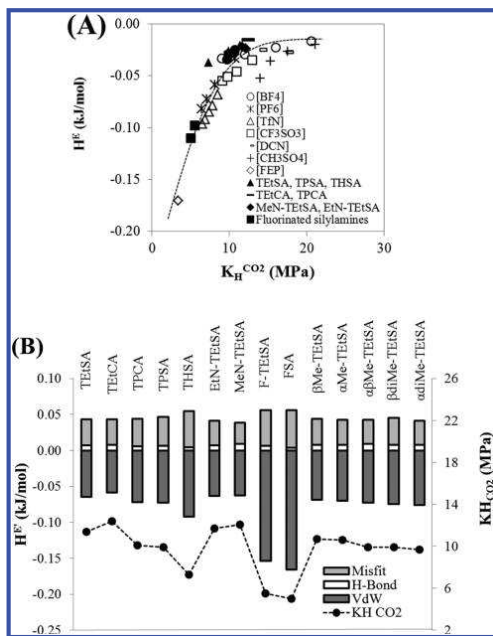 (A)
0.00
-0.05
-0.10
-0.15
-0.20
H^E (kJ/mol)
[BF4]
[PF6]
[TfN]
[CF3SO3]
[DCN]
[CH3SO4]
[FEP]
TEtSA, TPSA, THSA
TEtCA, TPCA
MeN-TEtSA, EtN-TEtSA
Fluorinated silylamines
0 5 10 15 20 25
K_H^CO2 (MPa)
(B)
TEtSA TEtCA TPCA TPSA THSA EtN-TEtSA MeN-TEtSA F-TEtSA FSA βMe-TEtSA αMe-TEtSA αβMe-TEtSA βdiMe-TEtSA αdiMe-TEtSA
0.10 26
0.05 22
0.00 18
-0.05
-0.10 14
-0.15 10
-0.20 6
-0.25 2
H^E' (kJ/mol)
KH_CO2 (MPa)
Misfit
H-Bond
VdW
KH CO2